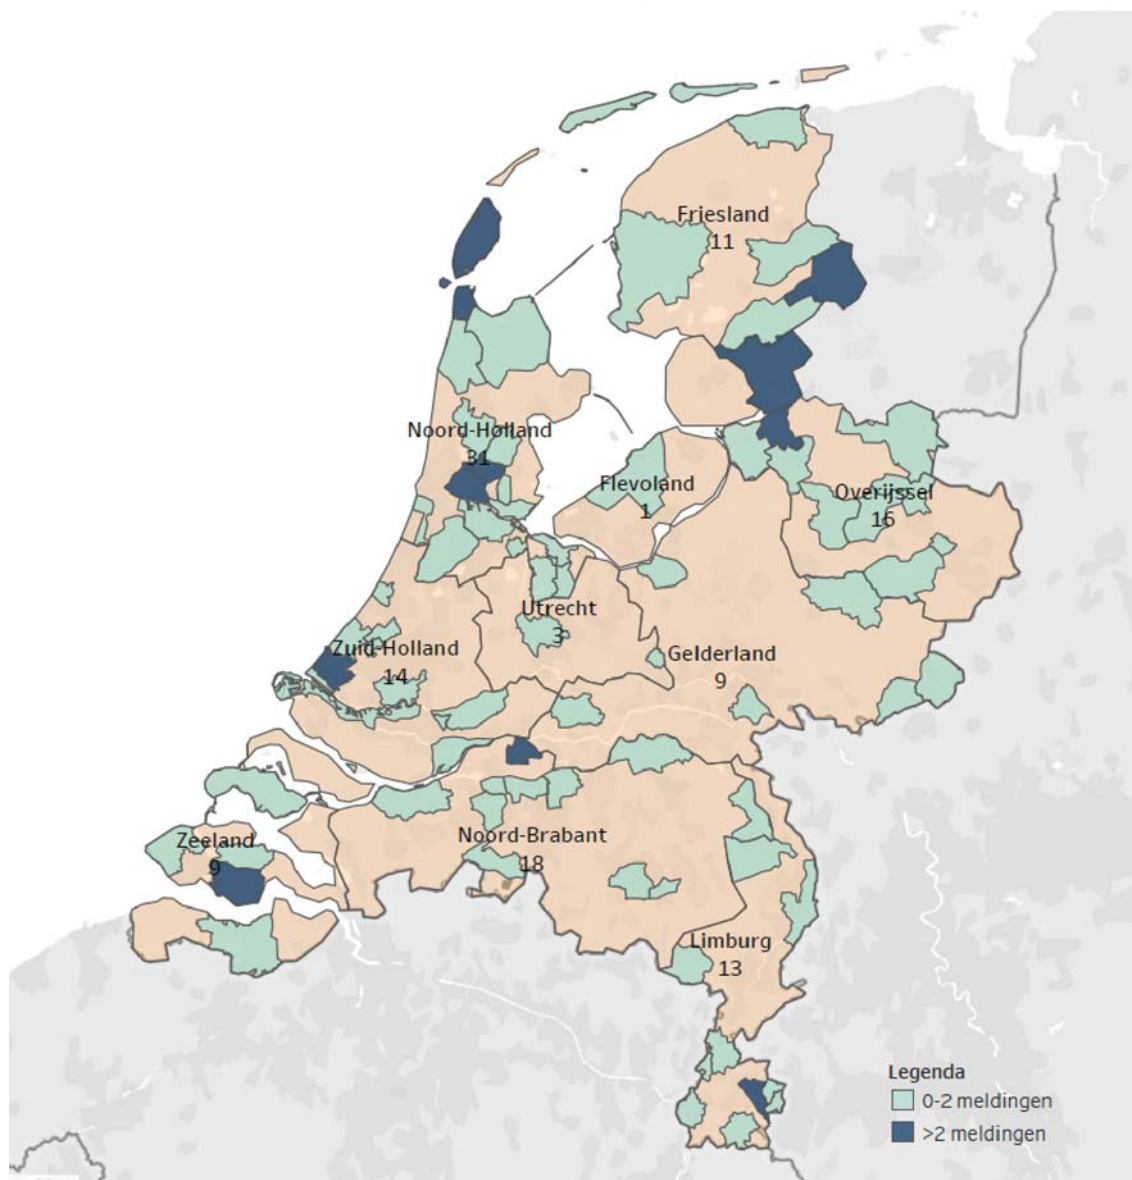 Friesland
11
Noord-Holland
31
Flevoland
1
Overijssel
16
Utrecht
3
Zuid-Holland
14
Gelderland
9
Zeeland
9
Noord-Brabant
18
Limburg
13
Legenda
0-2 meldingen
>2 meldingen